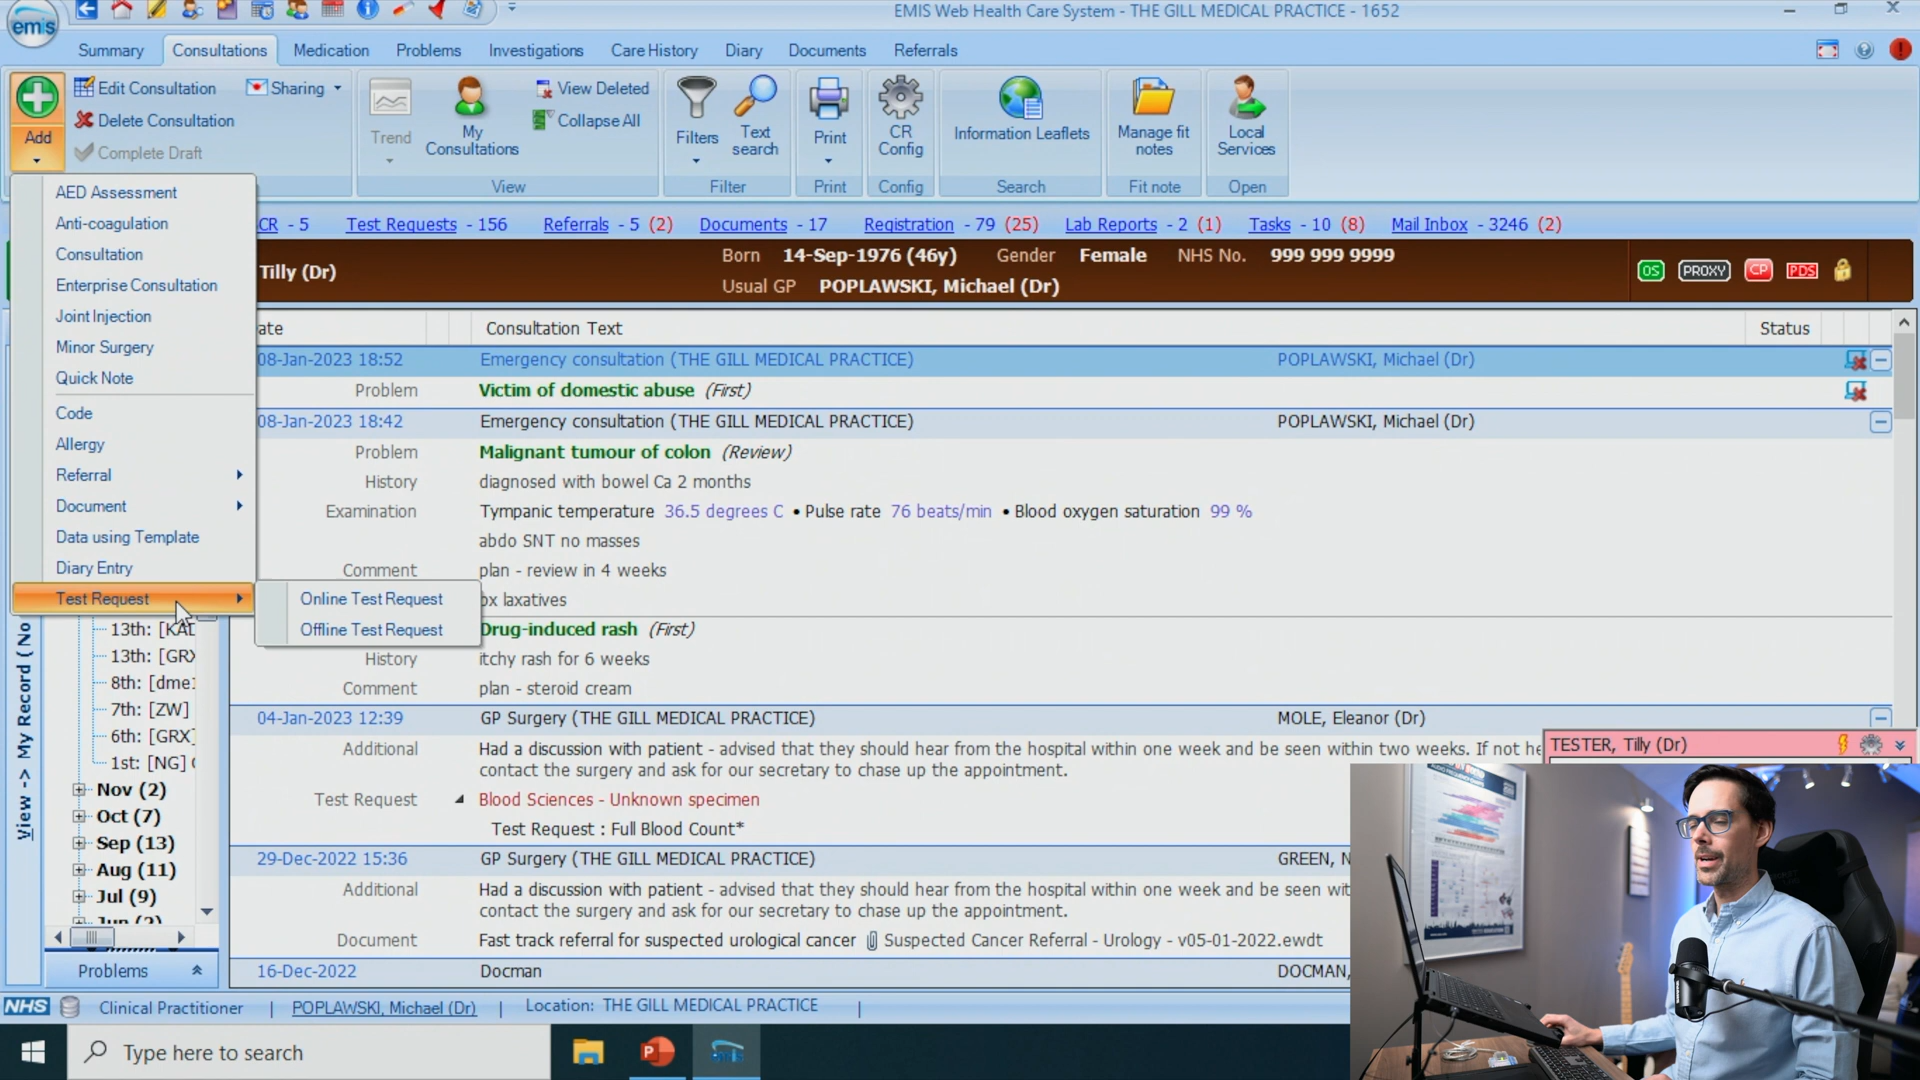 EMIS Web Health Care System - THE GILL MEDICAL PRACTICE - 1652
emis
Summary Consultations Medication Problems Investigations Care History Diary Documents Referrals
Add
Edit Consultation
Delete Consultation
Complete Draft
Sharing
Trend
My Consultations
View Deleted
Collapse All
View
Filters
Text search
Filter
Print
Print
CR Config
Config
Information Leaflets
Search
Manage fit notes
Fit note
Local Services
Open
CR - 5 Test Requests - 156 Referrals - 5 (2) Documents - 17 Registration - 79 (25) Lab Reports - 2 (1) Tasks - 10 (8) Mail Inbox - 3246 (2)
Tilly (Dr)
Born 14-Sep-1976 (46y) Gender Female NHS No. 999 999 9999
Usual GP POPLAWSKI, Michael (Dr)
OS PROXY CP PDS
AED Assessment
Anti-coagulation
Consultation
Enterprise Consultation
Joint Injection
Minor Surgery
Quick Note
Code
Allergy
Referral
Document
Data using Template
Diary Entry
Test Request
Online Test Request
Offline Test Request
ate Consultation Text Status
08-Jan-2023 18:52 Emergency consultation (THE GILL MEDICAL PRACTICE) POPLAWSKI, Michael (Dr)
Problem Victim of domestic abuse (First)
08-Jan-2023 18:42 Emergency consultation (THE GILL MEDICAL PRACTICE) POPLAWSKI, Michael (Dr)
Problem Malignant tumour of colon (Review)
History diagnosed with bowel Ca 2 months
Examination Tympanic temperature 36.5 degrees C • Pulse rate 76 beats/min • Blood oxygen saturation 99 %
abdo SNT no masses
Comment plan - review in 4 weeks
laxatives
Drug-induced rash (First)
History itchy rash for 6 weeks
Comment plan - steroid cream
04-Jan-2023 12:39 GP Surgery (THE GILL MEDICAL PRACTICE) MOLE, Eleanor (Dr)
Additional Had a discussion with patient - advised that they should hear from the hospital within one week and be seen within two weeks. If not he
contact the surgery and ask for our secretary to chase up the appointment.
Test Request Blood Sciences - Unknown specimen
Test Request : Full Blood Count*
29-Dec-2022 15:36 GP Surgery (THE GILL MEDICAL PRACTICE) GREEN, N
Additional Had a discussion with patient - advised that they should hear from the hospital within one week and be seen wit
contact the surgery and ask for our secretary to chase up the appointment.
Document Fast track referral for suspected urological cancer Suspected Cancer Referral - Urology - v05-01-2022.ewdt
16-Dec-2022 Docman DOCMAN,
TESTER, Tilly (Dr)
View -> My Record ( No
13th: [KAD
13th: [GRX
8th: [dme1
7th: [ZW]
6th: [GRX]
1st: [NG]
Nov (2)
Oct (7)
Sep (13)
Aug (11)
Jul (9)
Problems
NHS Clinical Practitioner | POPLAWSKI, Michael (Dr) | Location: THE GILL MEDICAL PRACTICE |
Type here to search
emis